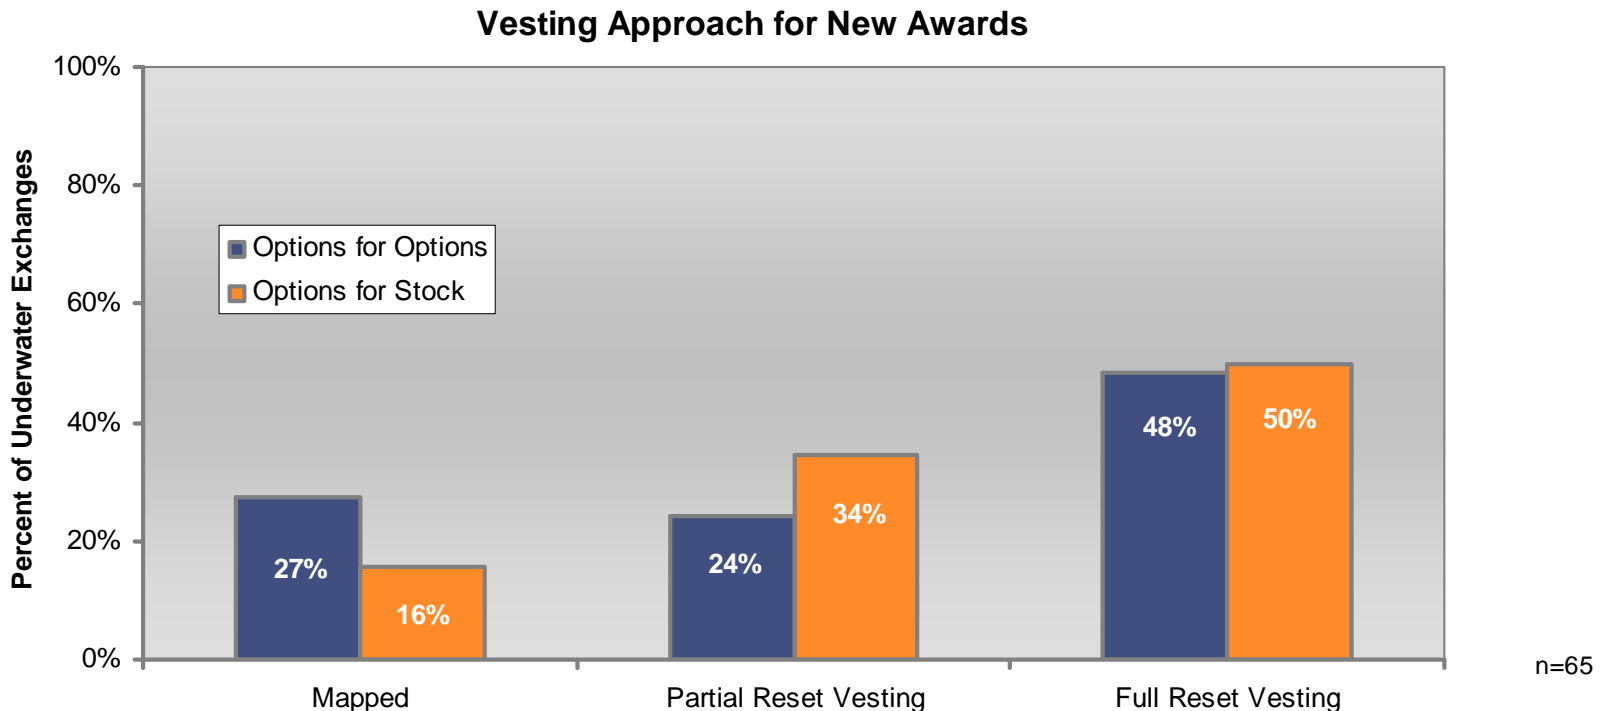 Vesting Approach for New Awards
Percent of Underwater Exchanges
100%
80%
60%
40%
20%
0%
Options for Options
Options for Stock
27%
16%
24%
34%
48%
50%
Mapped
Partial Reset Vesting
Full Reset Vesting
n=65